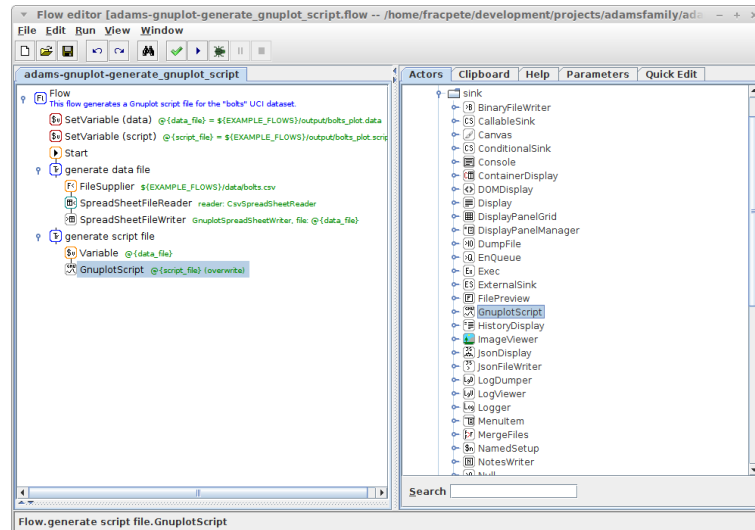 Flow editor [adams-gnuplot-generate_gnuplot_script.flow -- /home/fracpete/development/projects/adamsfamily/ada
File Edit Run View Window
adams-gnuplot-generate_gnuplot_script
Flow
This flow generates a Gnuplot script file for the "bolts" UCI dataset.
SetVariable (data) @{data_file} = ${EXAMPLE_FLOWS}/output/bolts_plot.data
SetVariable (script) @{script_file} = ${EXAMPLE_FLOWS}/output/bolts_plot.scrip
Start
generate data file
FileSupplier ${EXAMPLE_FLOWS}/data/bolts.csv
SpreadSheetFileReader reader: CsvSpreadSheetReader
SpreadSheetFileWriter GnuplotSpreadSheetWriter, file: @{data_file}
generate script file
Variable @{data_file}
GnuplotScript @{script_file} (overwrite)
Actors Clipboard Help Parameters Quick Edit
sink
BinaryFileWriter
CallableSink
Canvas
ConditionalSink
Console
ContainerDisplay
DOMDisplay
Display
DisplayPanelGrid
DisplayPanelManager
DumpFile
EnQueue
Exec
ExternalSink
FilePreview
GnuplotScript
HistoryDisplay
ImageViewer
JsonDisplay
JsonFileWriter
LogDumper
LogViewer
Logger
MenuItem
MergeFiles
NamedSetup
NotesWriter
Null
Search
Flow.generate script file.GnuplotScript